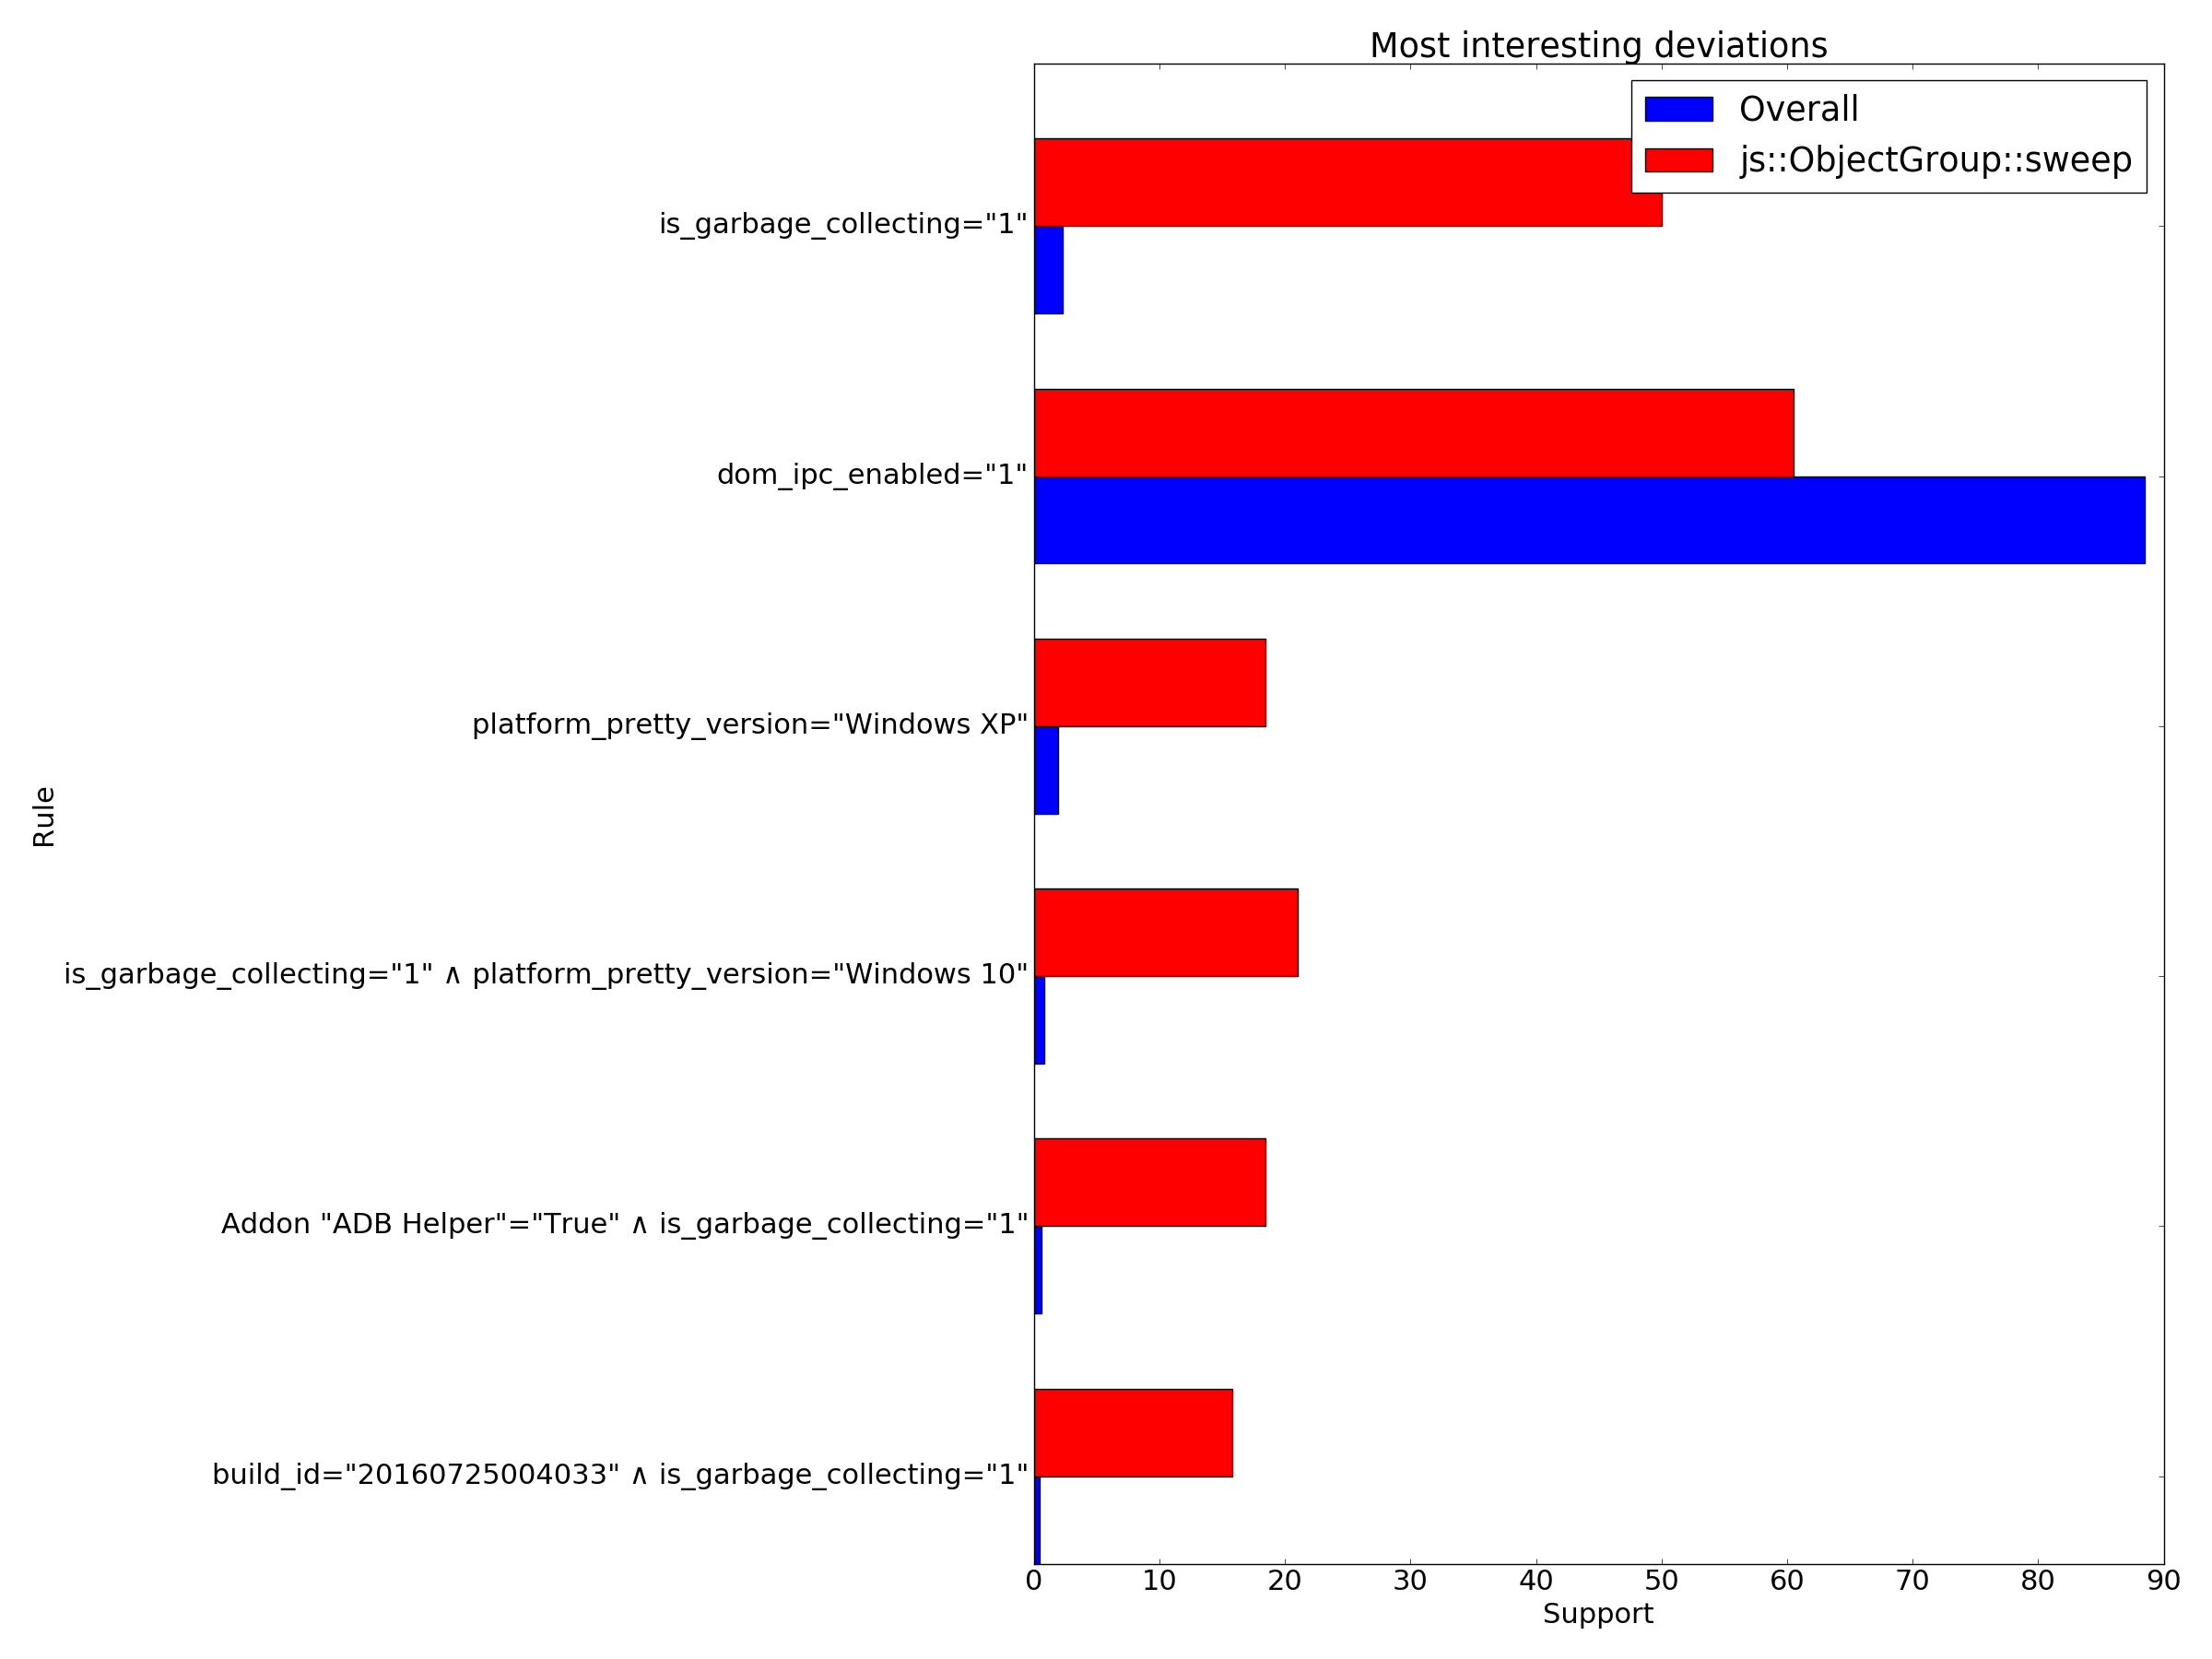 Most interesting deviations
Overall
js::ObjectGroup::sweep
is_garbage_collecting="1"
dom_ipc_enabled="1"
platform_pretty_version="Windows XP"
Rule
is_garbage_collecting="1" ∧ platform_pretty_version="Windows 10"
Addon "ADB Helper"="True" ∧ is_garbage_collecting="1"
build_id="20160725004033" ∧ is_garbage_collecting="1"
0 10 20 30 40 50 60 70 80 90
Support